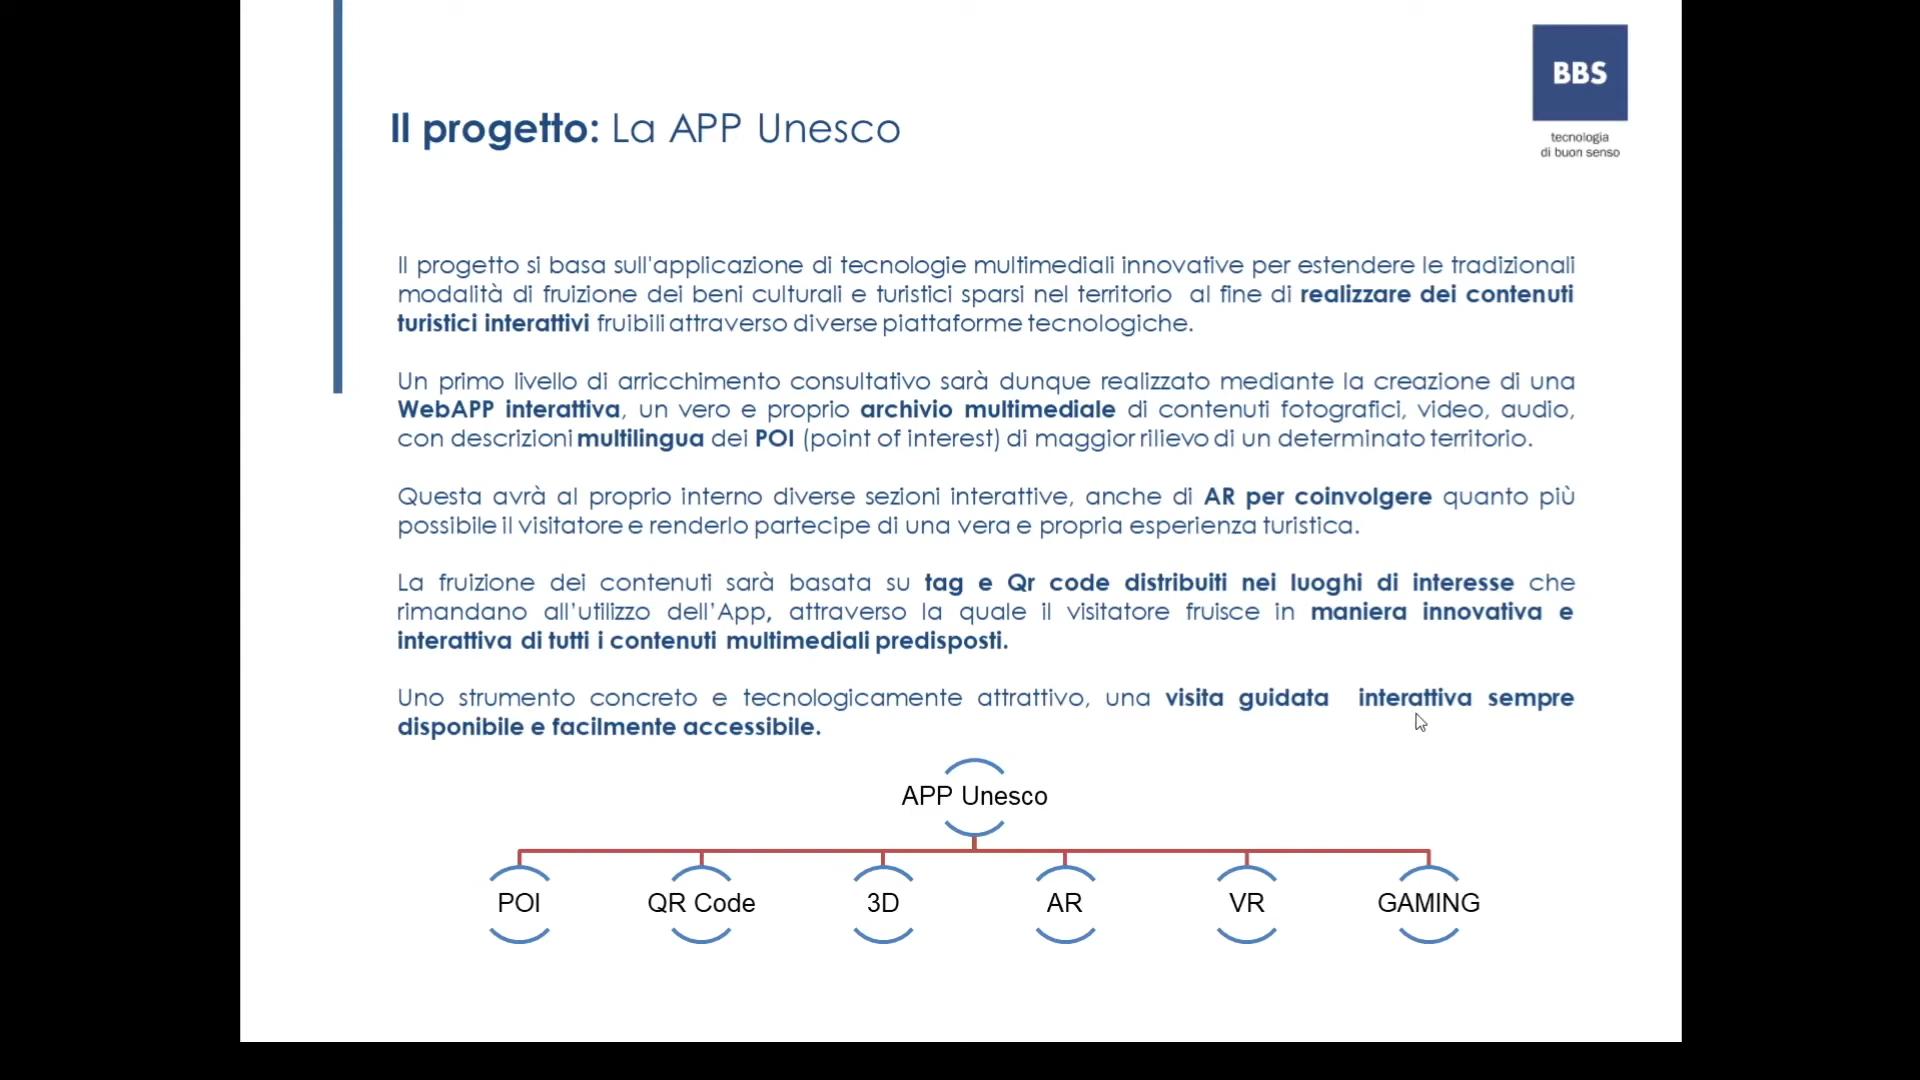 BBS
tecnologia
di buon senso
Il progetto: La APP Unesco
Il progetto si basa sull'applicazione di tecnologie multimediali innovative per estendere le tradizionali
modalità di fruizione dei beni culturali e turistici sparsi nel territorio al fine di realizzare dei contenuti
turistici interattivi fruibili attraverso diverse piattaforme tecnologiche.
Un primo livello di arricchimento consultativo sarà dunque realizzato mediante la creazione di una
WebAPP interattiva, un vero e proprio archivio multimediale di contenuti fotografici, video, audio,
con descrizioni multilingua dei POI (point of interest) di maggior rilievo di un determinato territorio.
Questa avrà al proprio interno diverse sezioni interattive, anche di AR per coinvolgere quanto più
possibile il visitatore e renderlo partecipe di una vera e propria esperienza turistica.
La fruizione dei contenuti sarà basata su tag e Qr code distribuiti nei luoghi di interesse che
rimandano all’utilizzo dell’App, attraverso la quale il visitatore fruisce in maniera innovativa e
interattiva di tutti i contenuti multimediali predisposti.
Uno strumento concreto e tecnologicamente attrattivo, una visita guidata interattiva sempre
disponibile e facilmente accessibile.
APP Unesco
POI
QR Code
3D
AR
VR
GAMING